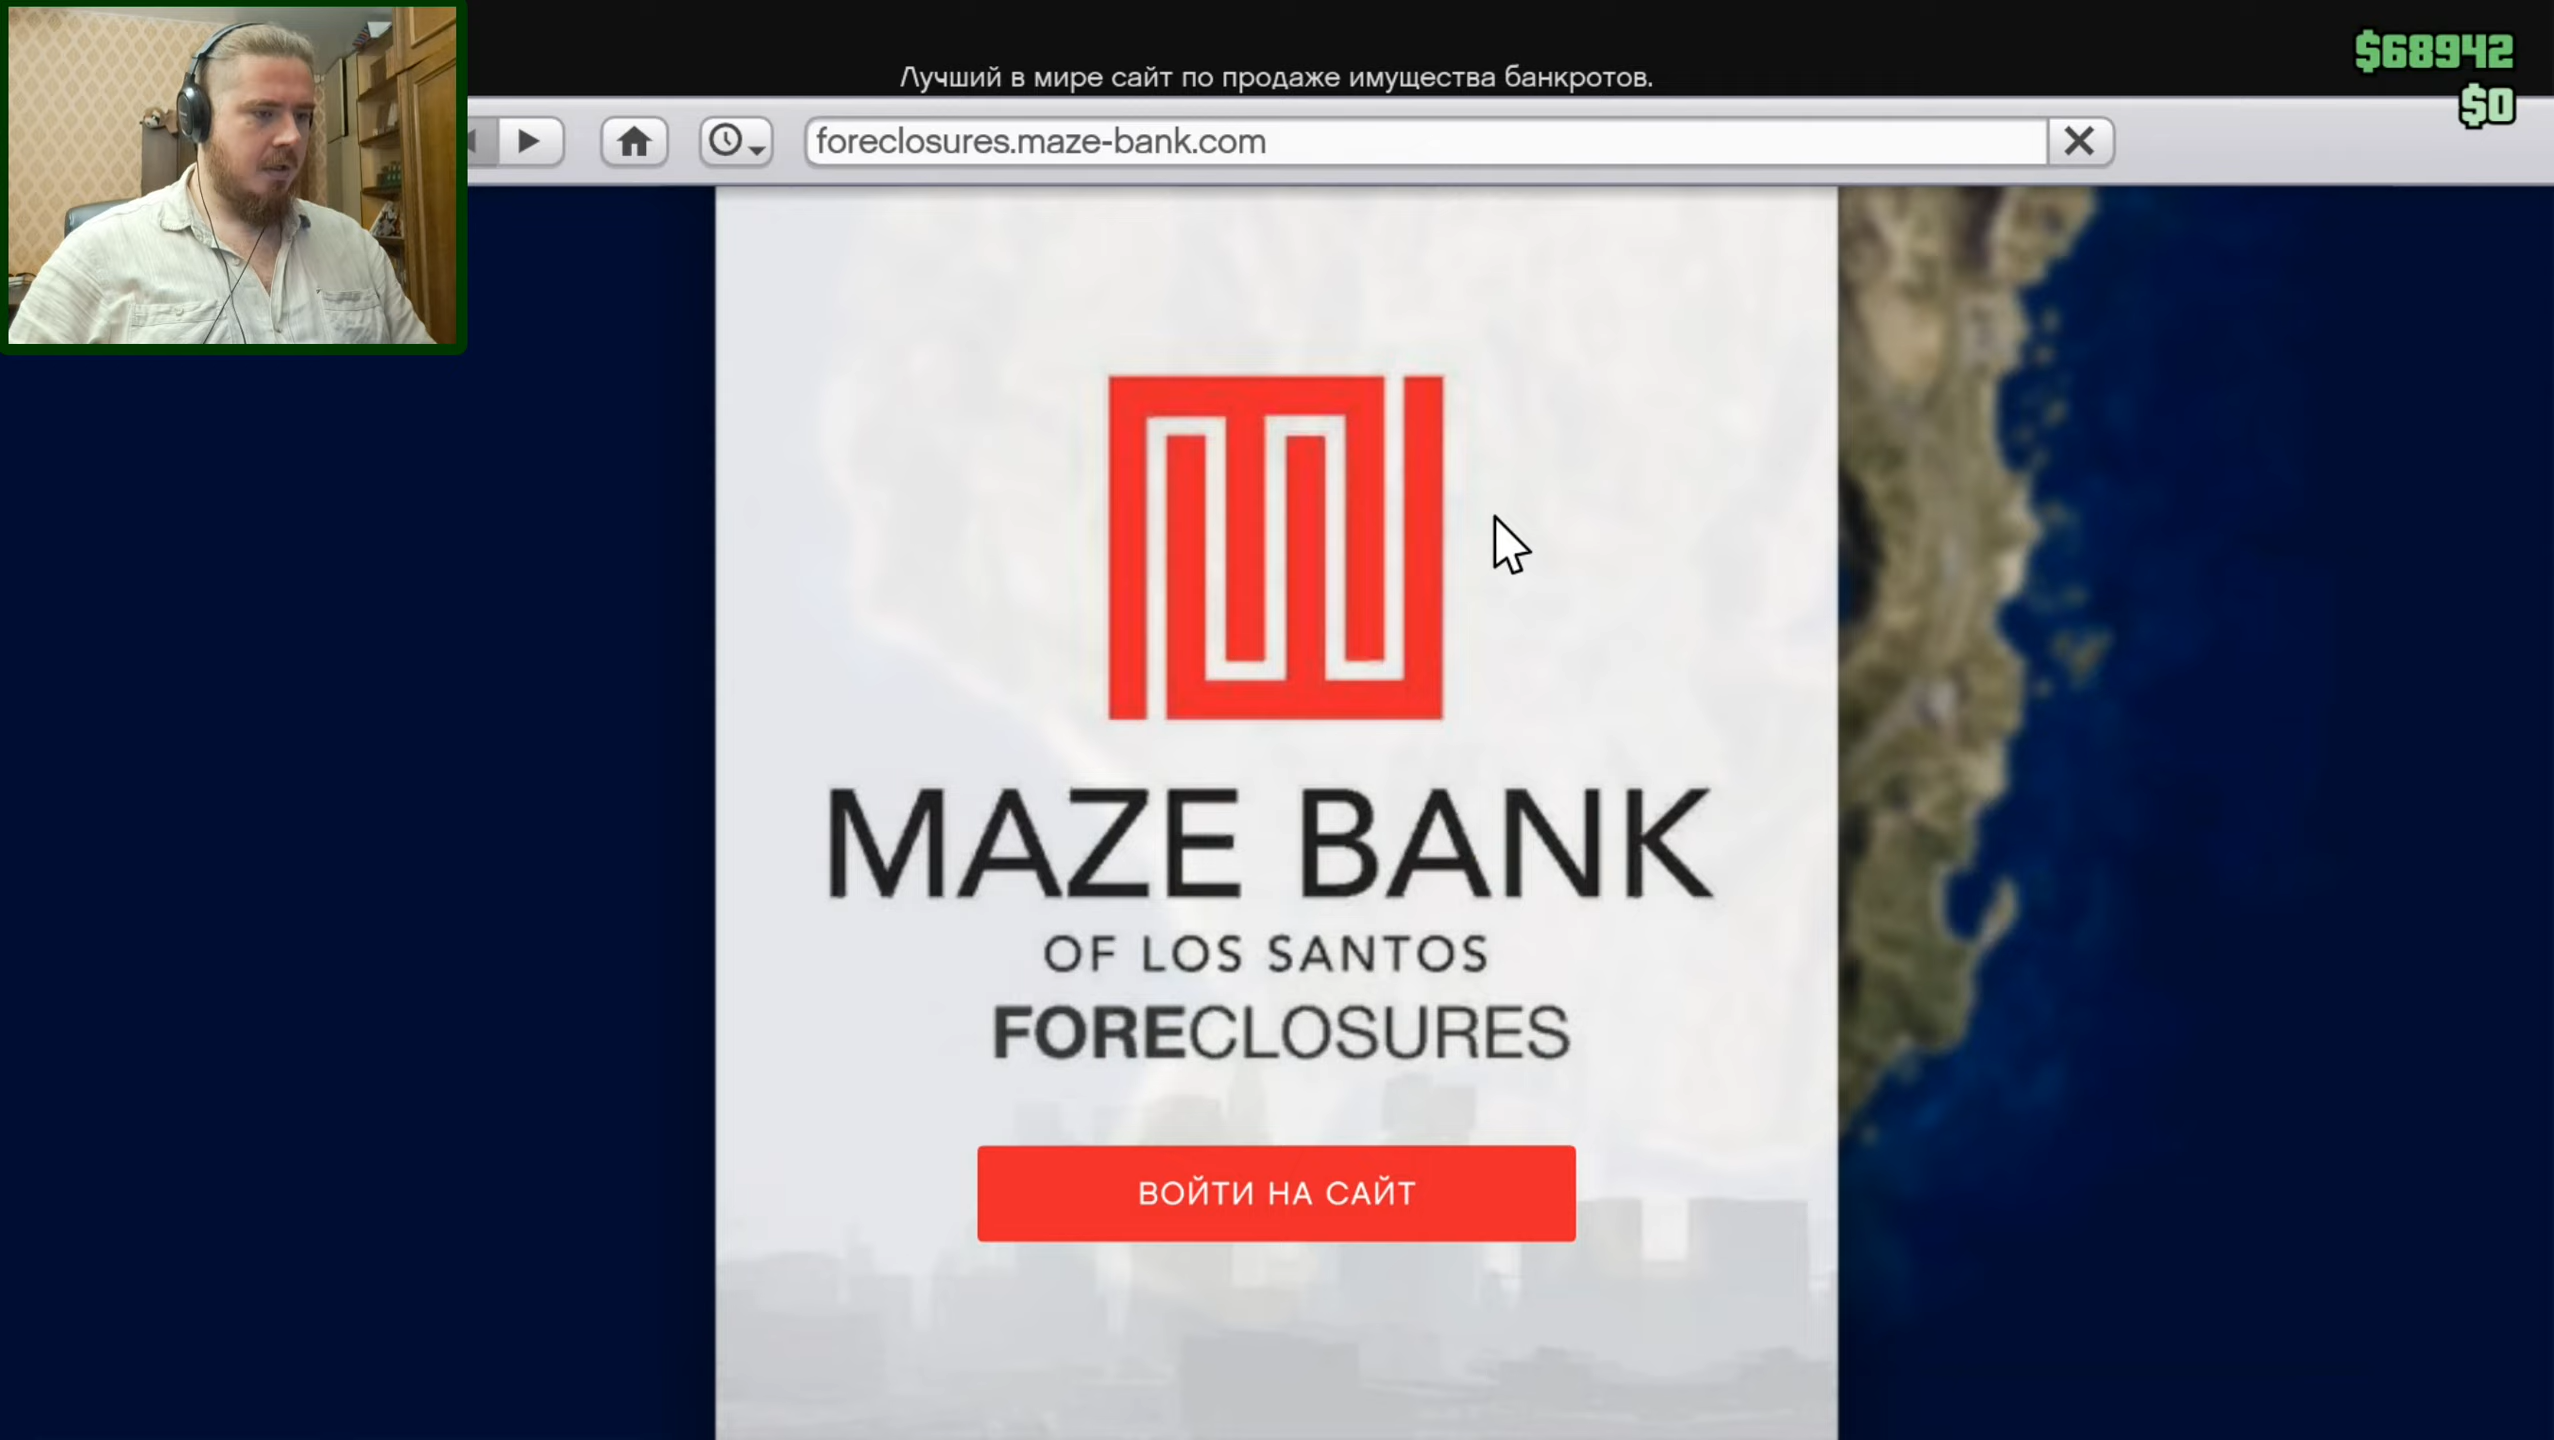 Лучший в мире сайт по продаже имущества банкротов.
$68942
$0
foreclosures.maze-bank.com
MAZE BANK
OF LOS SANTOS
FORECLOSURES
ВОЙТИ НА САЙТ